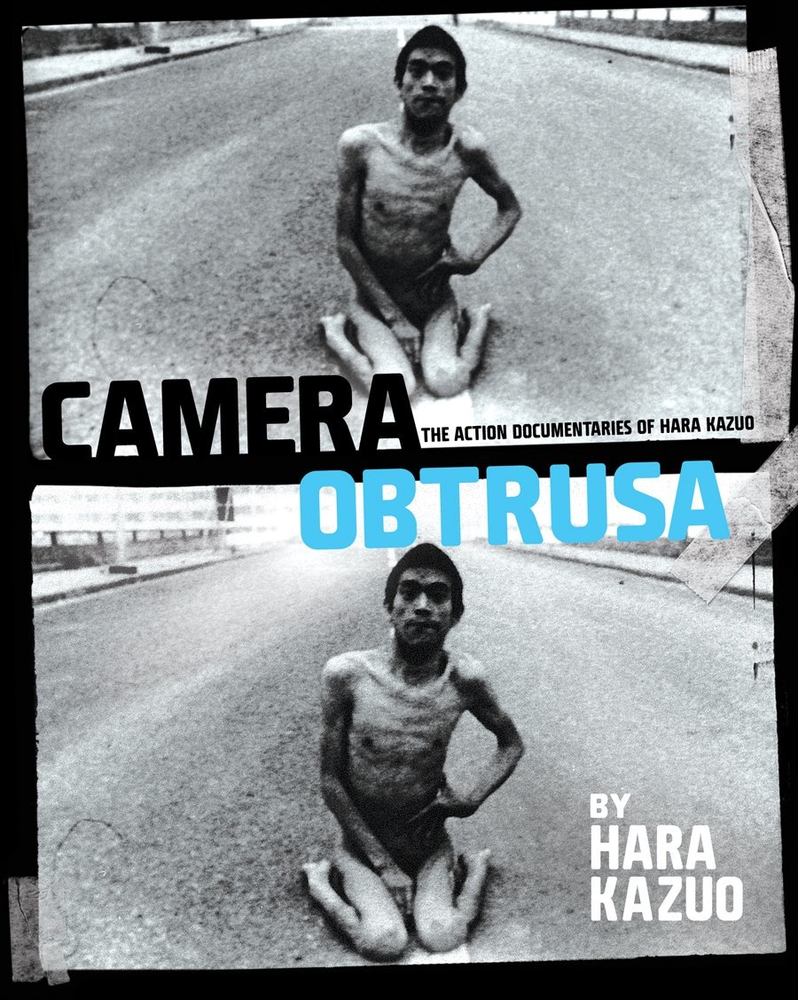 CAMERA
THE ACTION DOCUMENTARIES OF HARA KAZUO
OBTRUSA
BY
HARA
KAZUO